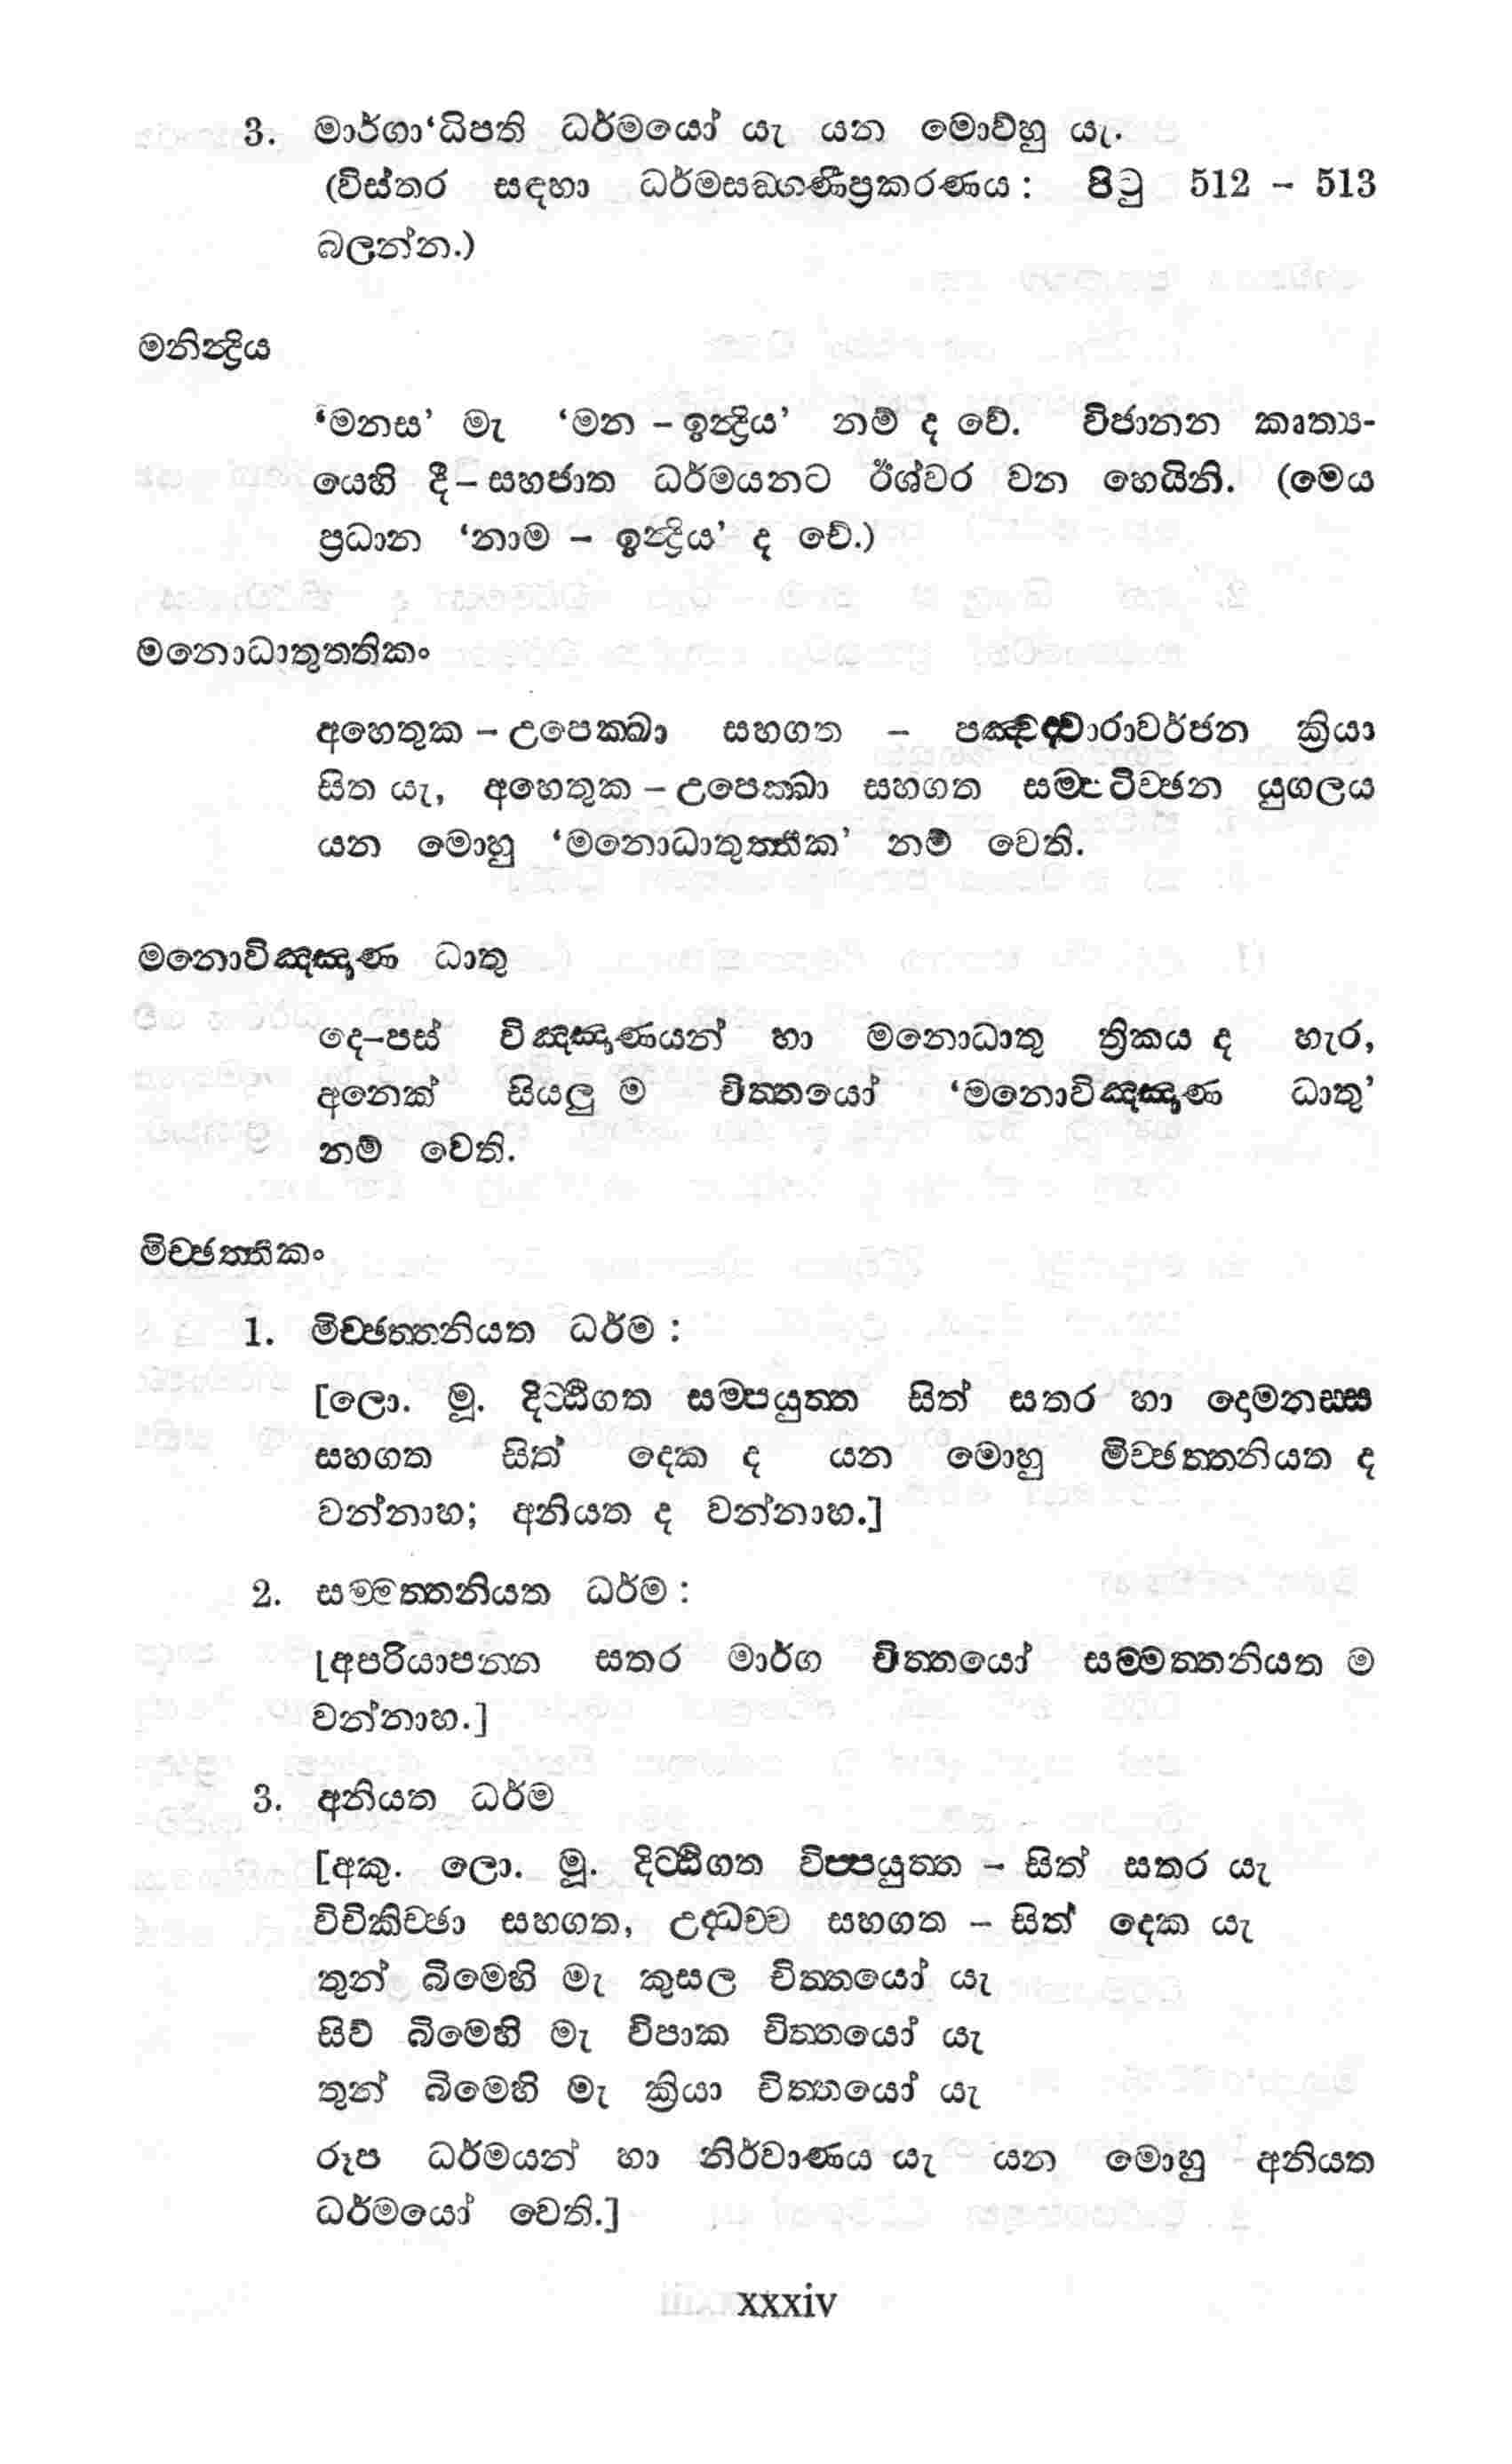 3. මාර්ගා‘ධිපති ධර්මයෝ යැ යන මොව්හු යැ.
(විස්තර සඳහා ධර්මසඞ්ගණීප්‍රකරණය : පිටු 512 – 513
බලන්න.)
මනින්‍ද්‍රිය
‘මනස’ මැ ‘මන – ඉන්‍ද්‍රිය’ නම් ද වේ. විජානන කෘත්‍ය-
යෙහි දී – සහජාත ධර්මයනට ඊශ්වර වන හෙයිනි. (මෙය
ප්‍රධාන ‘නාම – ඉන්‍ද්‍රිය’ ද වේ.)
මනොධාතුතතිකං
අහෙතුක – උපෙක්ඛා සහගත – පඤ්චද්වාරාවර්ජන ක්‍රියා
සිත යැ, අහෙතුක – උපෙක්ඛා සහගත සම්පටිච්ඡන යුගලය
යන මොහු ‘මනොධාතුත්තික’ නම් වෙති.
මනොවිඤ්ඤාණ ධාතු
දෙ-පස් විඤ්ඤාණයන් හා මනොධාතු ත්‍රිකය ද හැර,
අනෙක් සියලු ම චිත්තයෝ ‘මනොවිඤ්ඤාණ ධාතු’
නම් වෙති.
මිච්ඡත්තිකං
1. මිච්ඡත්තනියත ධර්ම :
[ලො. මූ. දිට්ඨිගත සම්පයුත්ත සිත් සතර හා දොමනස්ස
සහගත සිත් දෙක ද යන මොහු මිච්ඡත්තනියත ද
වන්නාහ; අනියත ද වන්නාහ.]
2. සම්මත්තනියත ධර්ම :
[අපරියාපන්න සතර මාර්ග චිත්තයෝ සම්මත්තනියත ම
වන්නාහ.]
3. අනියත ධර්ම
[අකු. ලො. මූ. දිට්ඨිගත විප්පයුත්ත – සිත් සතර යැ
විචිකිච්ඡා සහගත, උද්ධච්ච සහගත – සිත් දෙක යැ
තුන් බිමෙහි මැ කුසල චිත්තයෝ යැ
සිව් බිමෙහි මැ විපාක චිත්තයෝ යැ
තුන් බිමෙහි මැ ක්‍රියා චිත්තයෝ යැ
රූප ධර්මයන් හා නිර්වාණය යැ යන මොහු අනියත
ධර්මයෝ වෙති.]
xxxiv